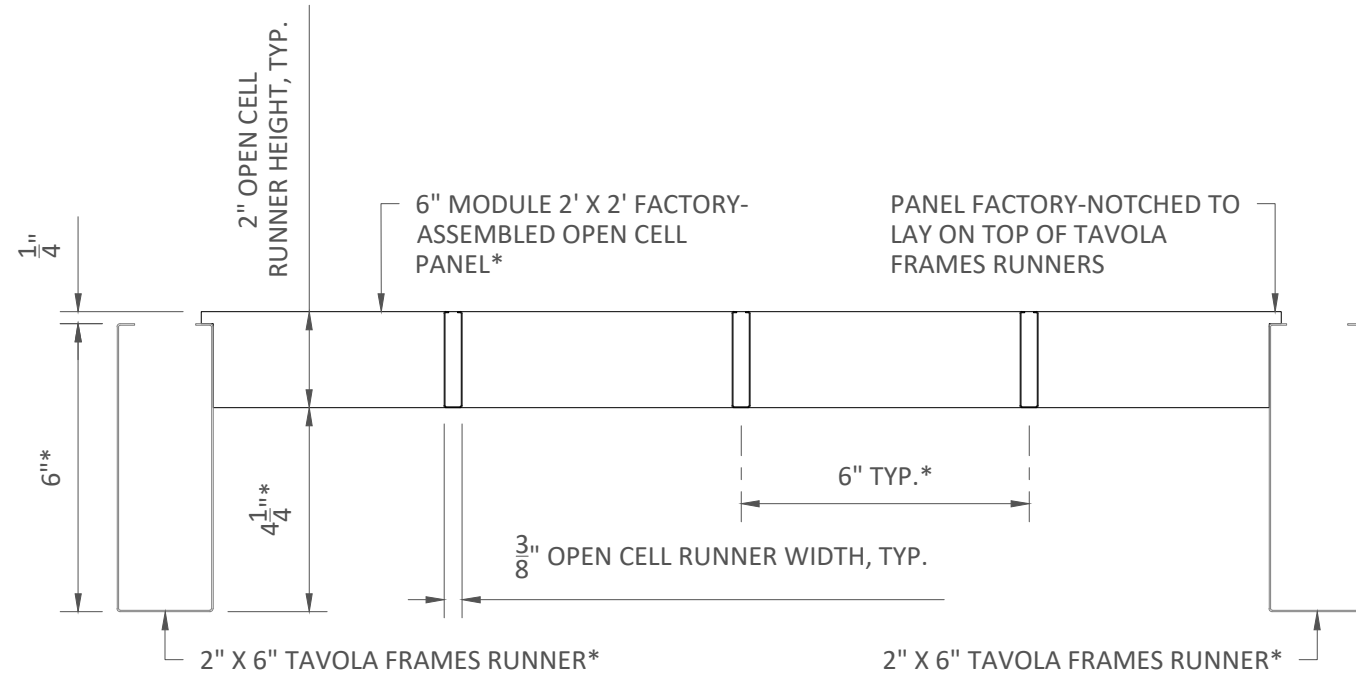 2" OPEN CELL
RUNNER HEIGHT, TYP.
6" MODULE 2' X 2' FACTORY-
ASSEMBLED OPEN CELL
PANEL*
PANEL FACTORY-NOTCHED TO
LAY ON TOP OF TAVOLA
FRAMES RUNNERS
1/4"
6"*
4 1/4"*
6" TYP.*
3/8" OPEN CELL RUNNER WIDTH, TYP.
2" X 6" TAVOLA FRAMES RUNNER*
2" X 6" TAVOLA FRAMES RUNNER*